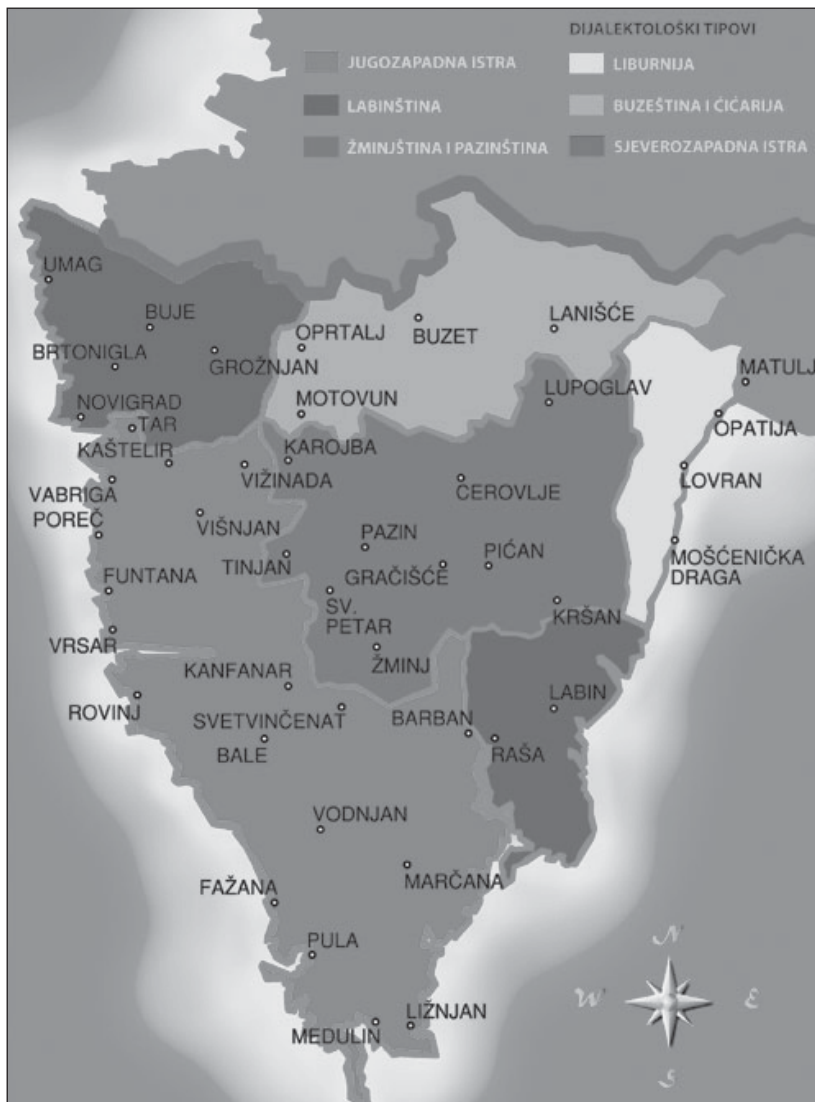 DIJALEKTOLOŠKI TIPOVI
JUGOZAPADNA ISTRA
LIBURNIJA
LABINŠTINA
BUZEŠTINA I ĆIĆARIJA
ŽMINJŠTINA I PAZINŠTINA
SJEVEROZAPADNA ISTRA
UMAG
BUJE
BRTONIGLA
GROŽNJAN
OPRTALJ
BUZET
LANIŠĆE
NOVIGRAD
TAR
MOTOVUN
LUPOGLAV
MATULJ
OPATIJA
KAŠTELIR
VIŽINADA
KAROJBA
CEROVLJE
LOVRAN
VABRIGA
POREČ
VIŠNJAN
PAZIN
TINJAN
GRAČIŠĆE
PIĆAN
MOŠĆENIČKA
DRAGA
FUNTANA
SV.
PETAR
KRŠAN
VRSAR
ŽMINJ
KANFANAR
ROVINJ
SVETVINČENAT
BARBAN
LABIN
BALE
RAŠA
VODNJAN
MARČANA
FAŽANA
PULA
MEDULIN
LIŽNJAN
N
W
E
S